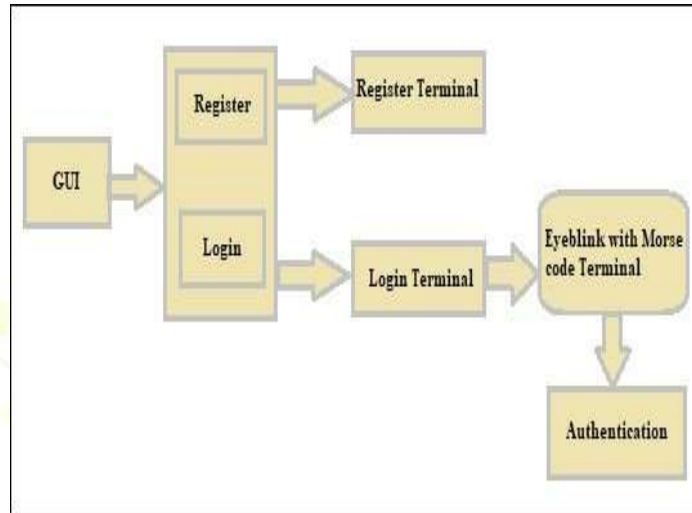 Register
Register Terminal
GUI
Login
Login Terminal
Eyeblink with Morse
code Terminal
Authentication